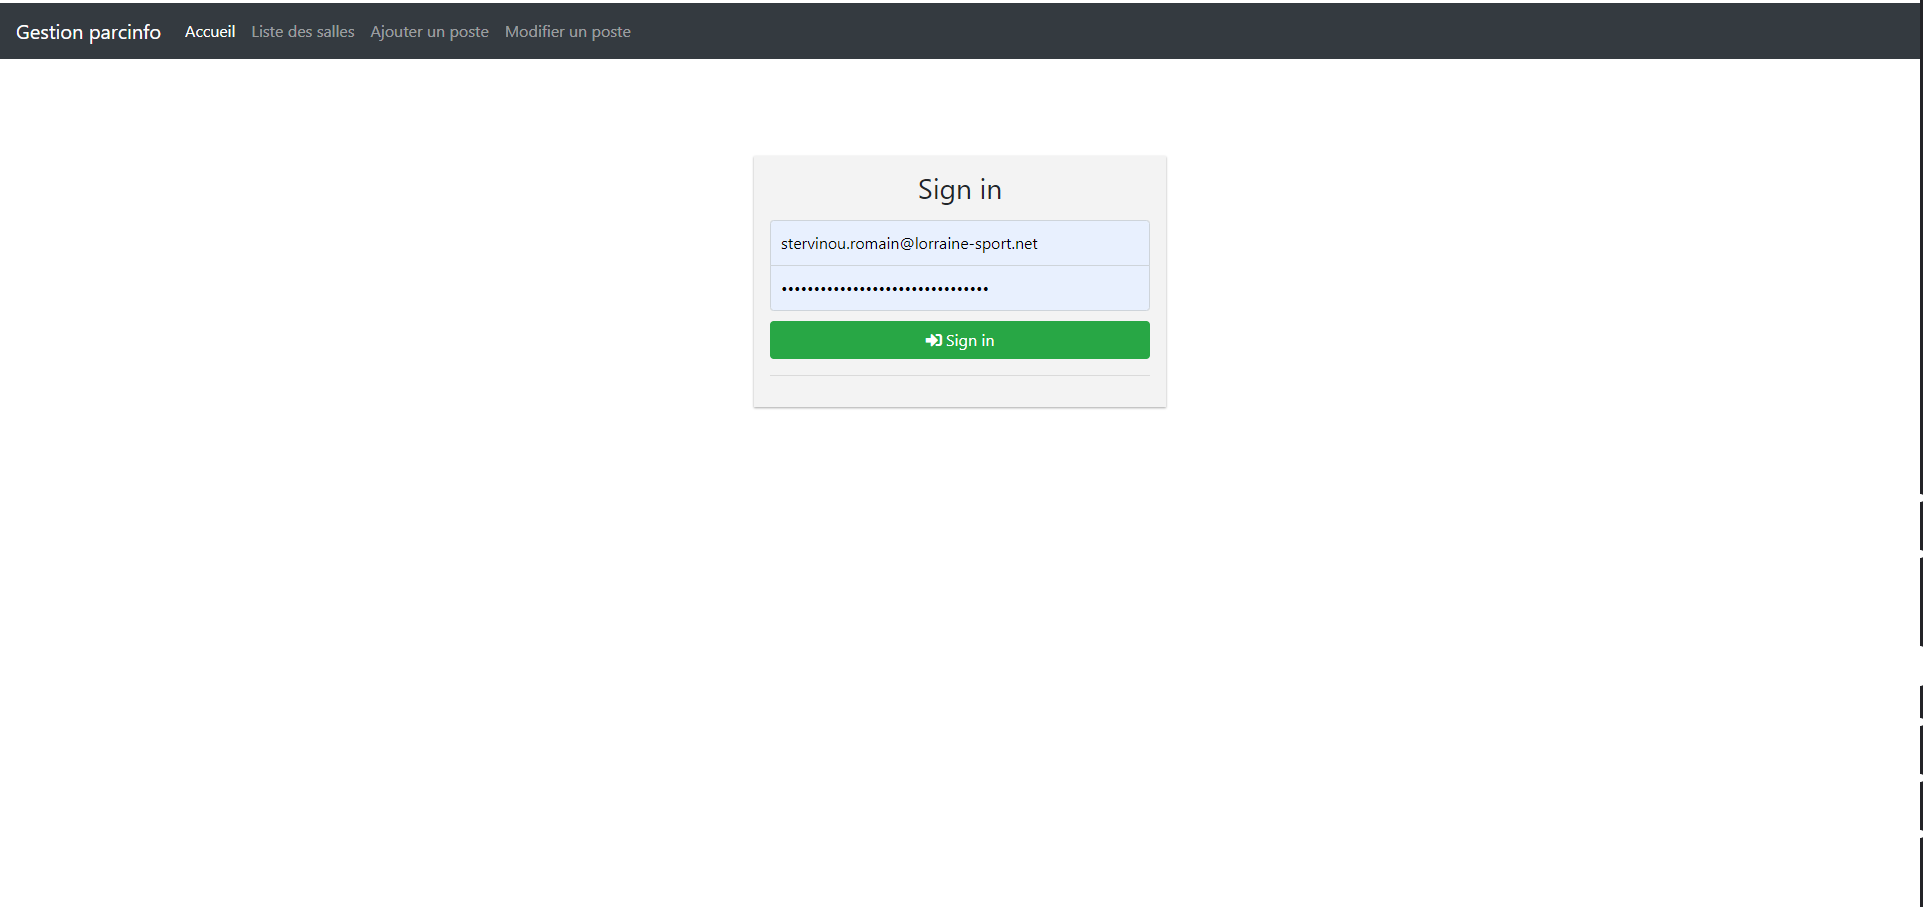 Gestion parcinfo Accueil Liste des salles Ajouter un poste Modifier un poste
Sign in
stervinou.romain@lorraine-sport.net
••••••••••••••••••••••••••••••••
Sign in